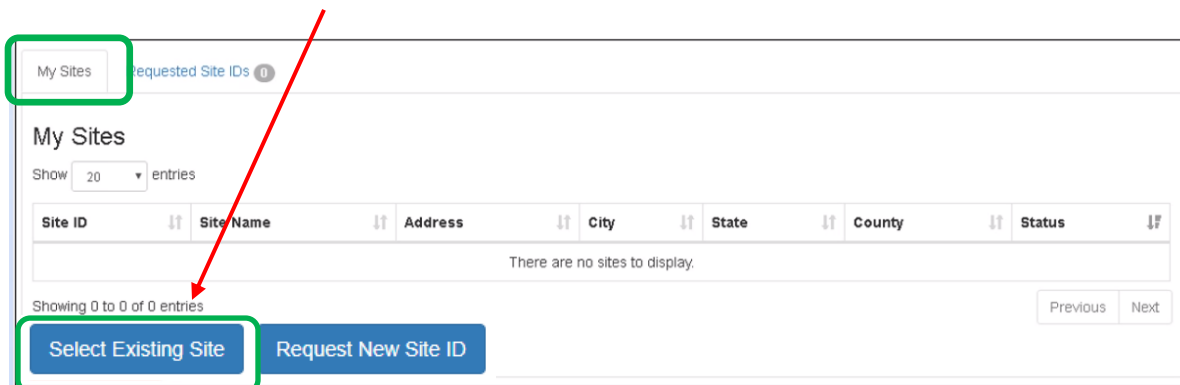 My Sites equested Site IDs 0
My Sites
Show 20 entries
Site ID Site Name Address City State County Status
There are no sites to display.
Showing 0 to 0 of 0 entries
Previous Next
Select Existing Site Request New Site ID